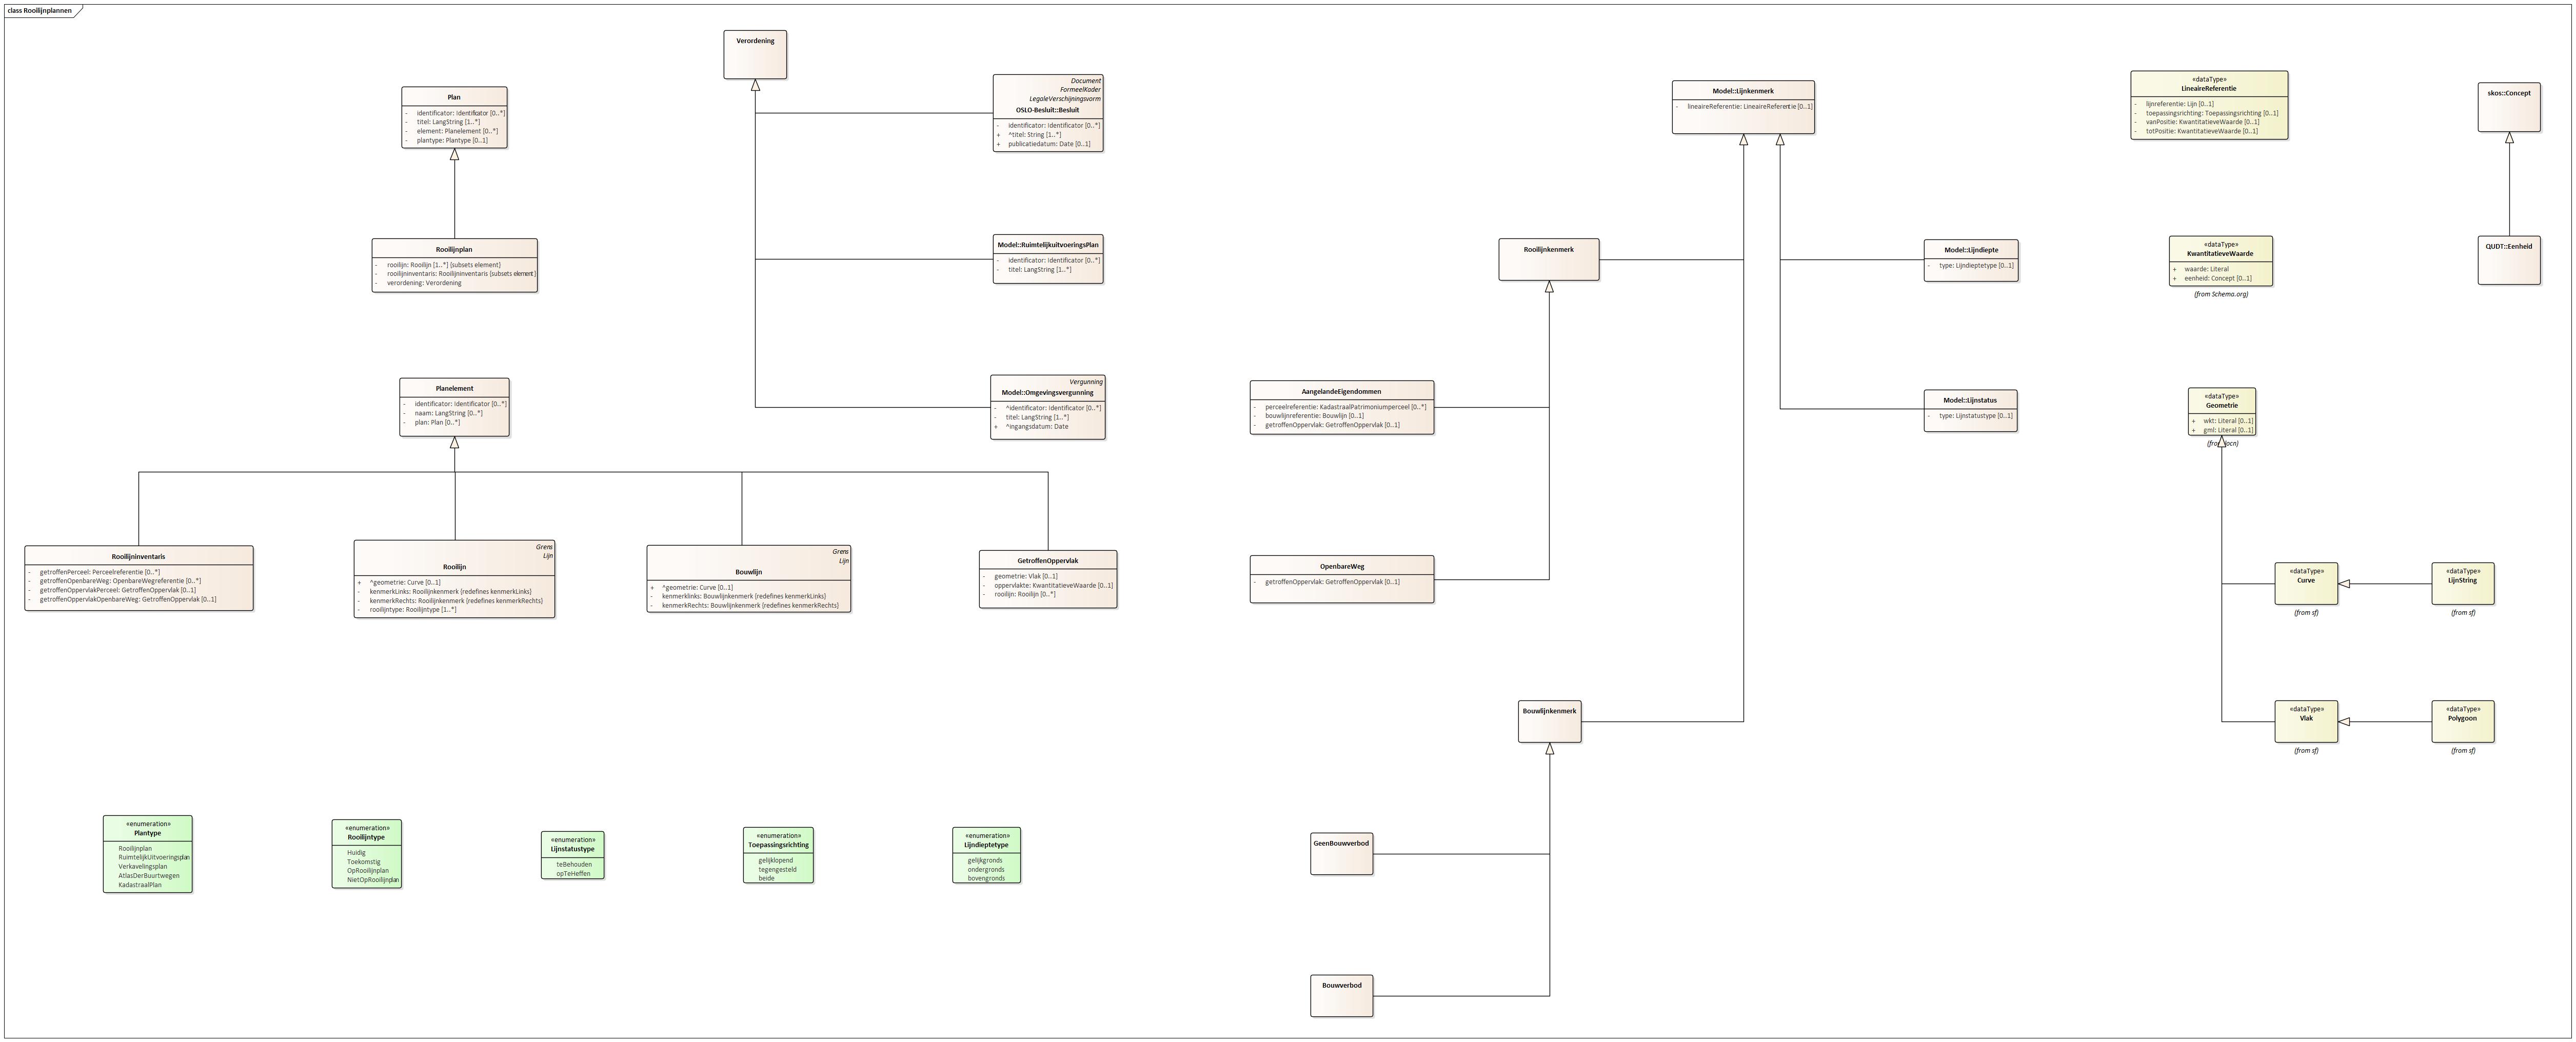 class Rooilijnplannen
Plan
- identificator: Identificator [0..*]
- titel: LangString [1..*]
- element: Planelement [0..*]
- plantype: Plantype [0..1]
Rooilijnplan
- rooilijn: Rooilijn [1..*] {subsets element}
- rooilijninventaris: Rooilijninventaris {subsets element}
- verordening: Verordening
Planelement
- identificator: Identificator [0..*]
- naam: LangString [0..*]
- plan: Plan [0..*]
Rooilijninventaris
- getroffenPerceel: Perceelreferentie [0..*]
- getroffenOpenbareWeg: OpenbareWegreferentie [0..*]
- getroffenOppervlakPerceel: GetroffenOppervlak [0..1]
- getroffenOppervlakOpenbareWeg: GetroffenOppervlak [0..1]
Grens
Lijn
Rooilijn
+ ^geometrie: Curve [0..1]
- kenmerkLinks: Rooilijnkenmerk {redefines kenmerkLinks}
- kenmerkRechts: Rooilijnkenmerk {redefines kenmerkRechts}
- rooilijntype: Rooilijntype [1..*]
Grens
Lijn
Bouwlijn
+ ^geometrie: Curve [0..1]
- kenmerklinks: Bouwlijnkenmerk {redefines kenmerkLinks}
- kenmerkRechts: Bouwlijnkenmerk {redefines kenmerkRechts}
GetroffenOppervlak
- geometrie: Vlak [0..1]
- oppervlakte: KwantitatieveWaarde [0..1]
- rooilijn: Rooilijn [0..*]
Verordening
Document
FormeelKader
LegaleVerschijningsvorm
OSLO-Besluit::Besluit
- identificator: Identificator [0..*]
+ ^titel: String [1..*]
+ publicatiedatum: Date [0..1]
Model::RuimtelijkuitvoeringsPlan
- identificator: Identificator [0..*]
- titel: LangString [1..*]
Vergunning
Model::Omgevingsvergunning
- ^identificator: Identificator [0..*]
- titel: LangString [1..*]
+ ^ingangsdatum: Date
Model::Lijnkenmerk
- lineaireReferentie: LineaireReferentie [0..1]
Rooilijnkenmerk
Model::Lijndiepte
- type: Lijndieptetype [0..1]
AangelandeEigendommen
- perceelreferentie: KadastraalPatrimoniumperceel [0..*]
- bouwlijnreferentie: Bouwlijn [0..1]
- getroffenOppervlak: GetroffenOppervlak [0..1]
Model::Lijnstatus
- type: Lijnstatustype [0..1]
OpenbareWeg
- getroffenOppervlak: GetroffenOppervlak [0..1]
Bouwlijnkenmerk
GeenBouwverbod
Bouwverbod
«dataType»
LineaireReferentie
- lijnreferentie: Lijn [0..1]
- toepassingsrichting: Toepassingsrichting [0..1]
- vanPositie: KwantitatieveWaarde [0..1]
- totPositie: KwantitatieveWaarde [0..1]
skos::Concept
«dataType»
KwantitatieveWaarde
+ waarde: Literal
+ eenheid: Concept [0..1]
(from Schema.org)
QUDT::Eenheid
«dataType»
Geometrie
+ wkt: Literal [0..1]
+ gml: Literal [0..1]
(from locn)
«dataType»
Curve
(from sf)
«dataType»
LijnString
(from sf)
«dataType»
Vlak
(from sf)
«dataType»
Polygoon
(from sf)
«enumeration»
Plantype
Rooilijnplan
RuimtelijkUitvoeringsplan
Verkavelingsplan
AtlasDerBuurtwegen
KadastraalPlan
«enumeration»
Rooilijntype
Huidig
Toekomstig
OpRooilijnplan
NietOpRooilijnplan
«enumeration»
Lijnstatustype
teBehouden
opTeHeffen
«enumeration»
Toepassingsrichting
gelijklopend
tegengesteld
beide
«enumeration»
Lijndieptetype
gelijkgronds
ondergronds
bovengronds